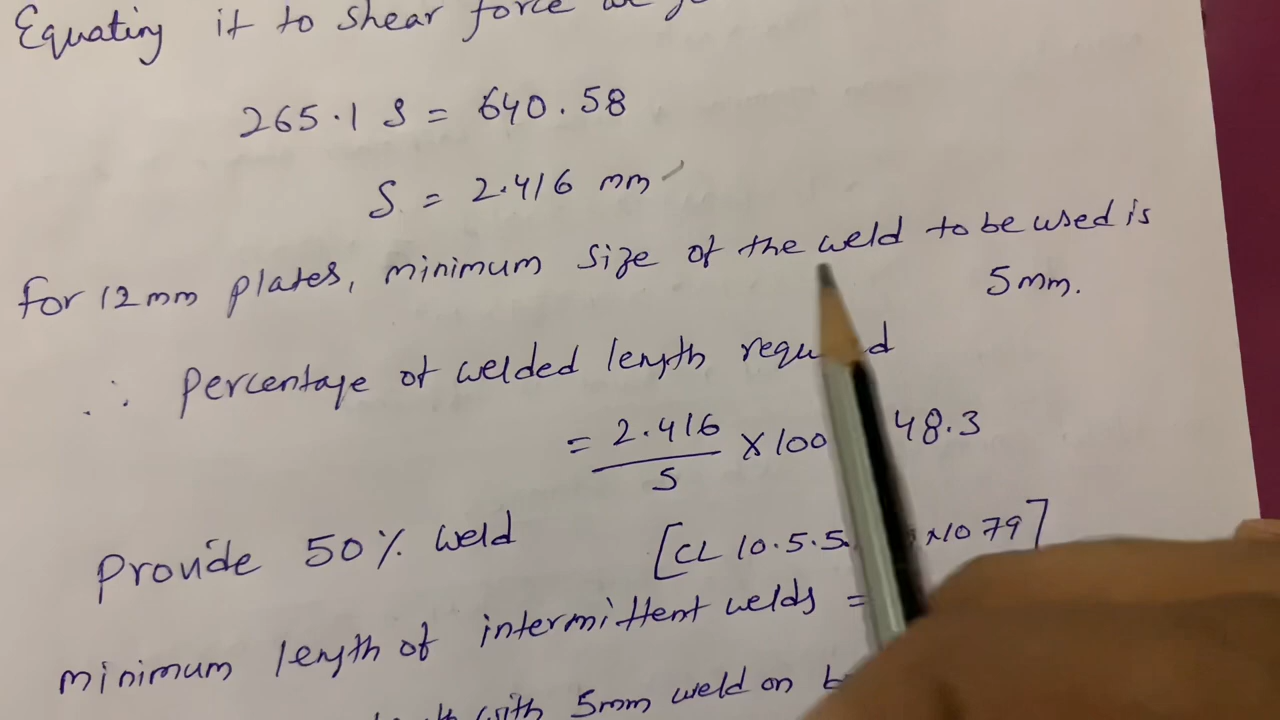 Equating it to shear force we
265.1 S = 640.58
S = 2.416 mm
for 12mm plates, minimum size of the weld to be used is
5mm.
∴ Percentage of welded length required
= 2.416/5 × 100 48.3
Provide 50% weld [CL 10.5.5.
minimum length of intermittent welds =
with 5mm weld on